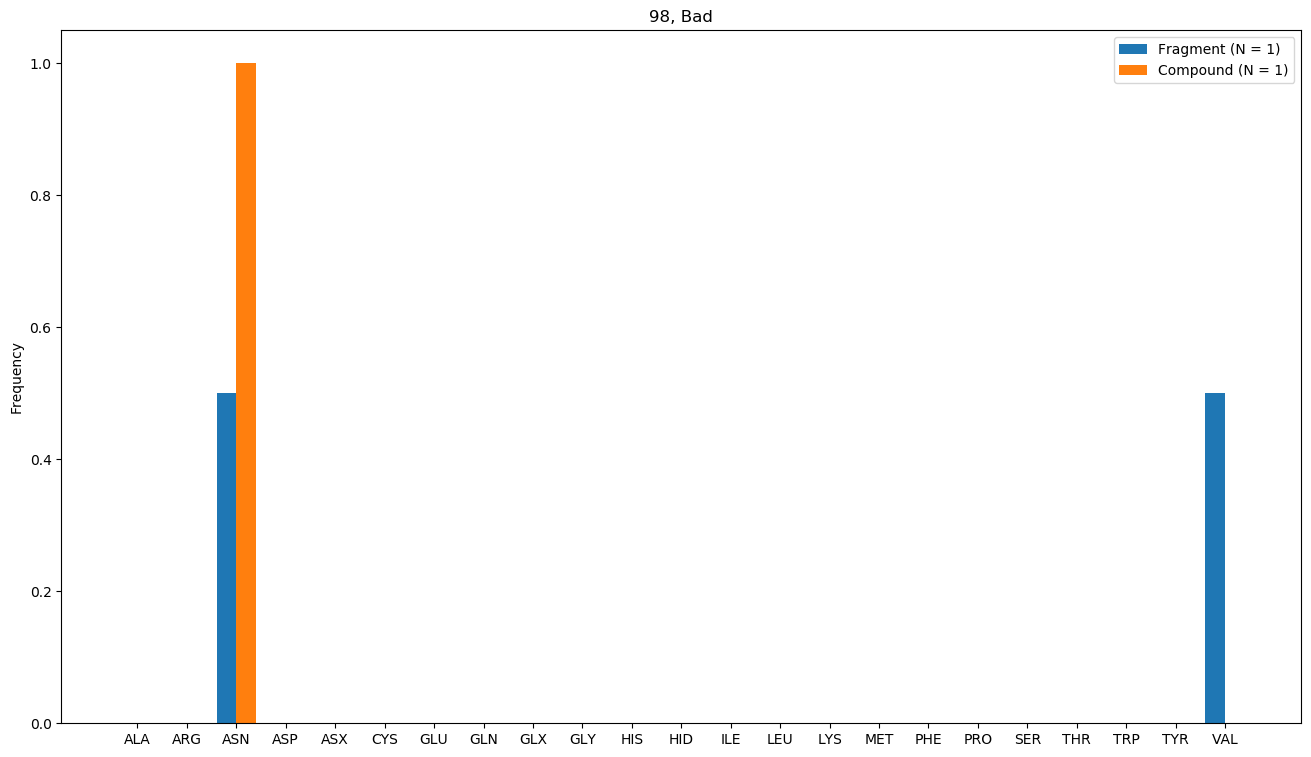 98, Bad
Fragment (N = 1)
Compound (N = 1)
Frequency
1.0
0.8
0.6
0.4
0.2
0.0
ALA ARG ASN ASP ASX CYS GLU GLN GLX GLY HIS HID ILE LEU LYS MET PHE PRO SER THR TRP TYR VAL